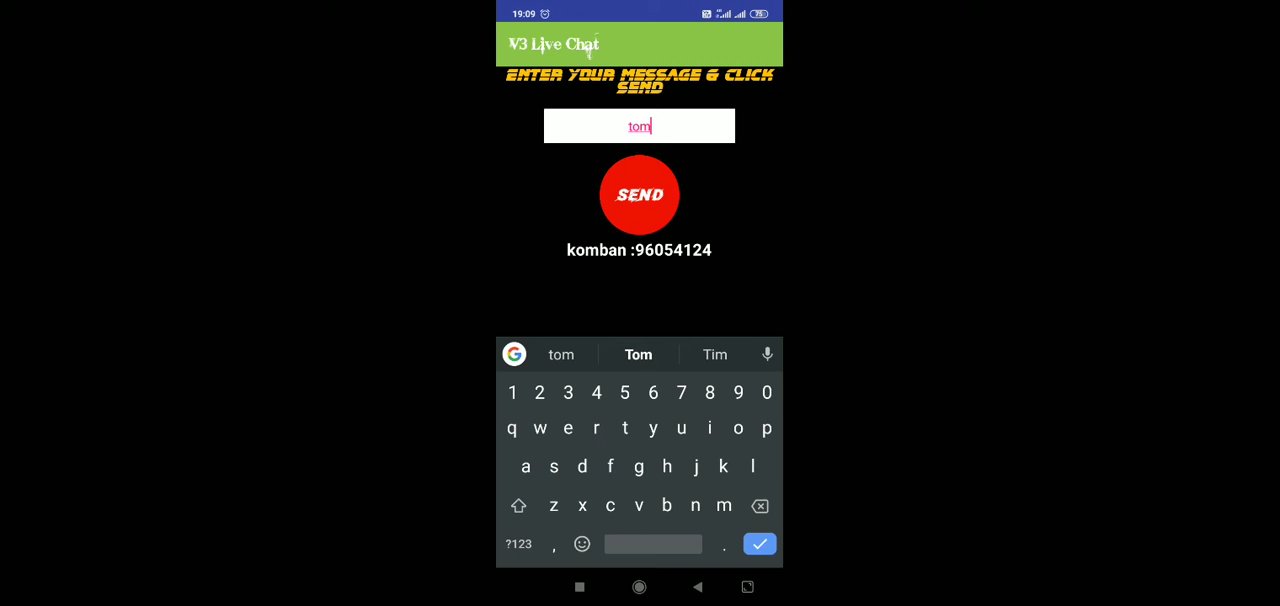 19:09 75
V3 Live Chat
ENTER YOUR MESSAGE & CLICK
SEND
tom
SEND
komban :96054124
G tom Tom Tim
1 2 3 4 5 6 7 8 9 0
q w e r t y u i o p
a s d f g h j k l
z x c v b n m
?123 , .